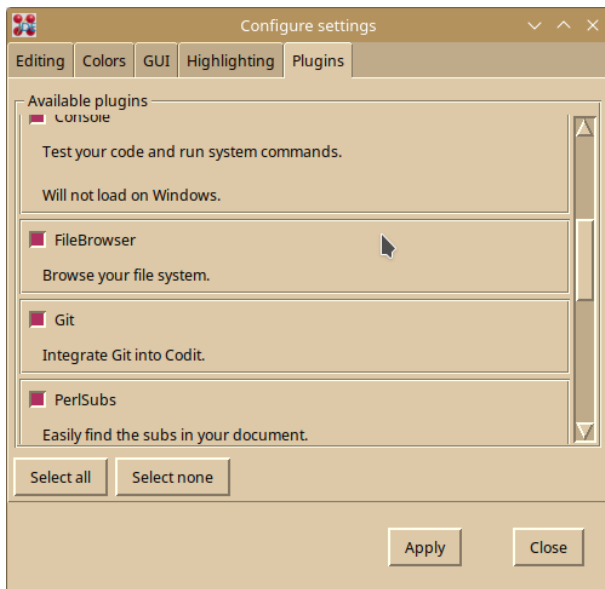 Configure settings
Editing Colors GUI Highlighting Plugins
Available plugins
Console
Test your code and run system commands.
Will not load on Windows.
FileBrowser
Browse your file system.
Git
Integrate Git into Codit.
PerlSubs
Easily find the subs in your document.
Select all Select none
Apply Close